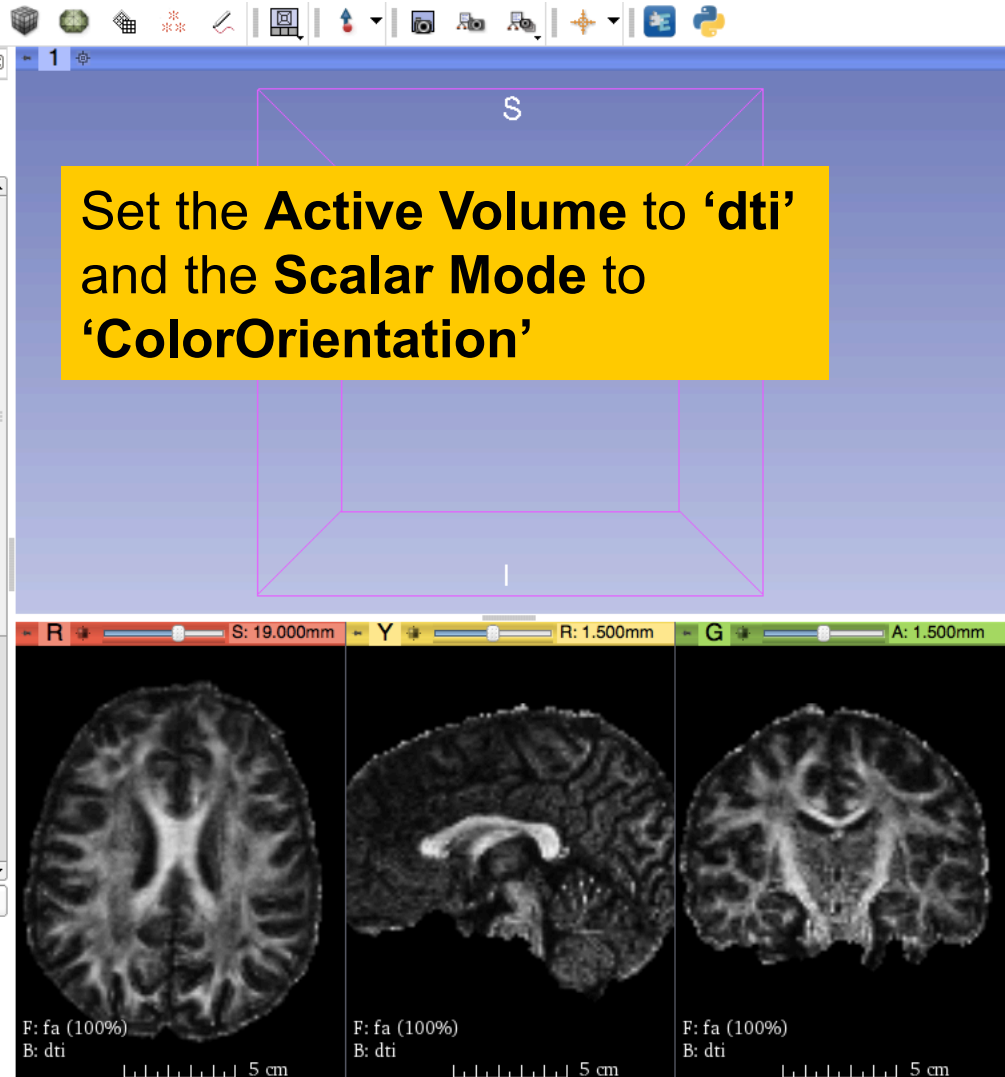 1
S
Set the Active Volume to ‘dti’
and the Scalar Mode to
‘ColorOrientation’
I
R S: 19.000mm
Y R: 1.500mm
G A: 1.500mm
F: fa (100%)
B: dti
5 cm
F: fa (100%)
B: dti
5 cm
F: fa (100%)
B: dti
5 cm